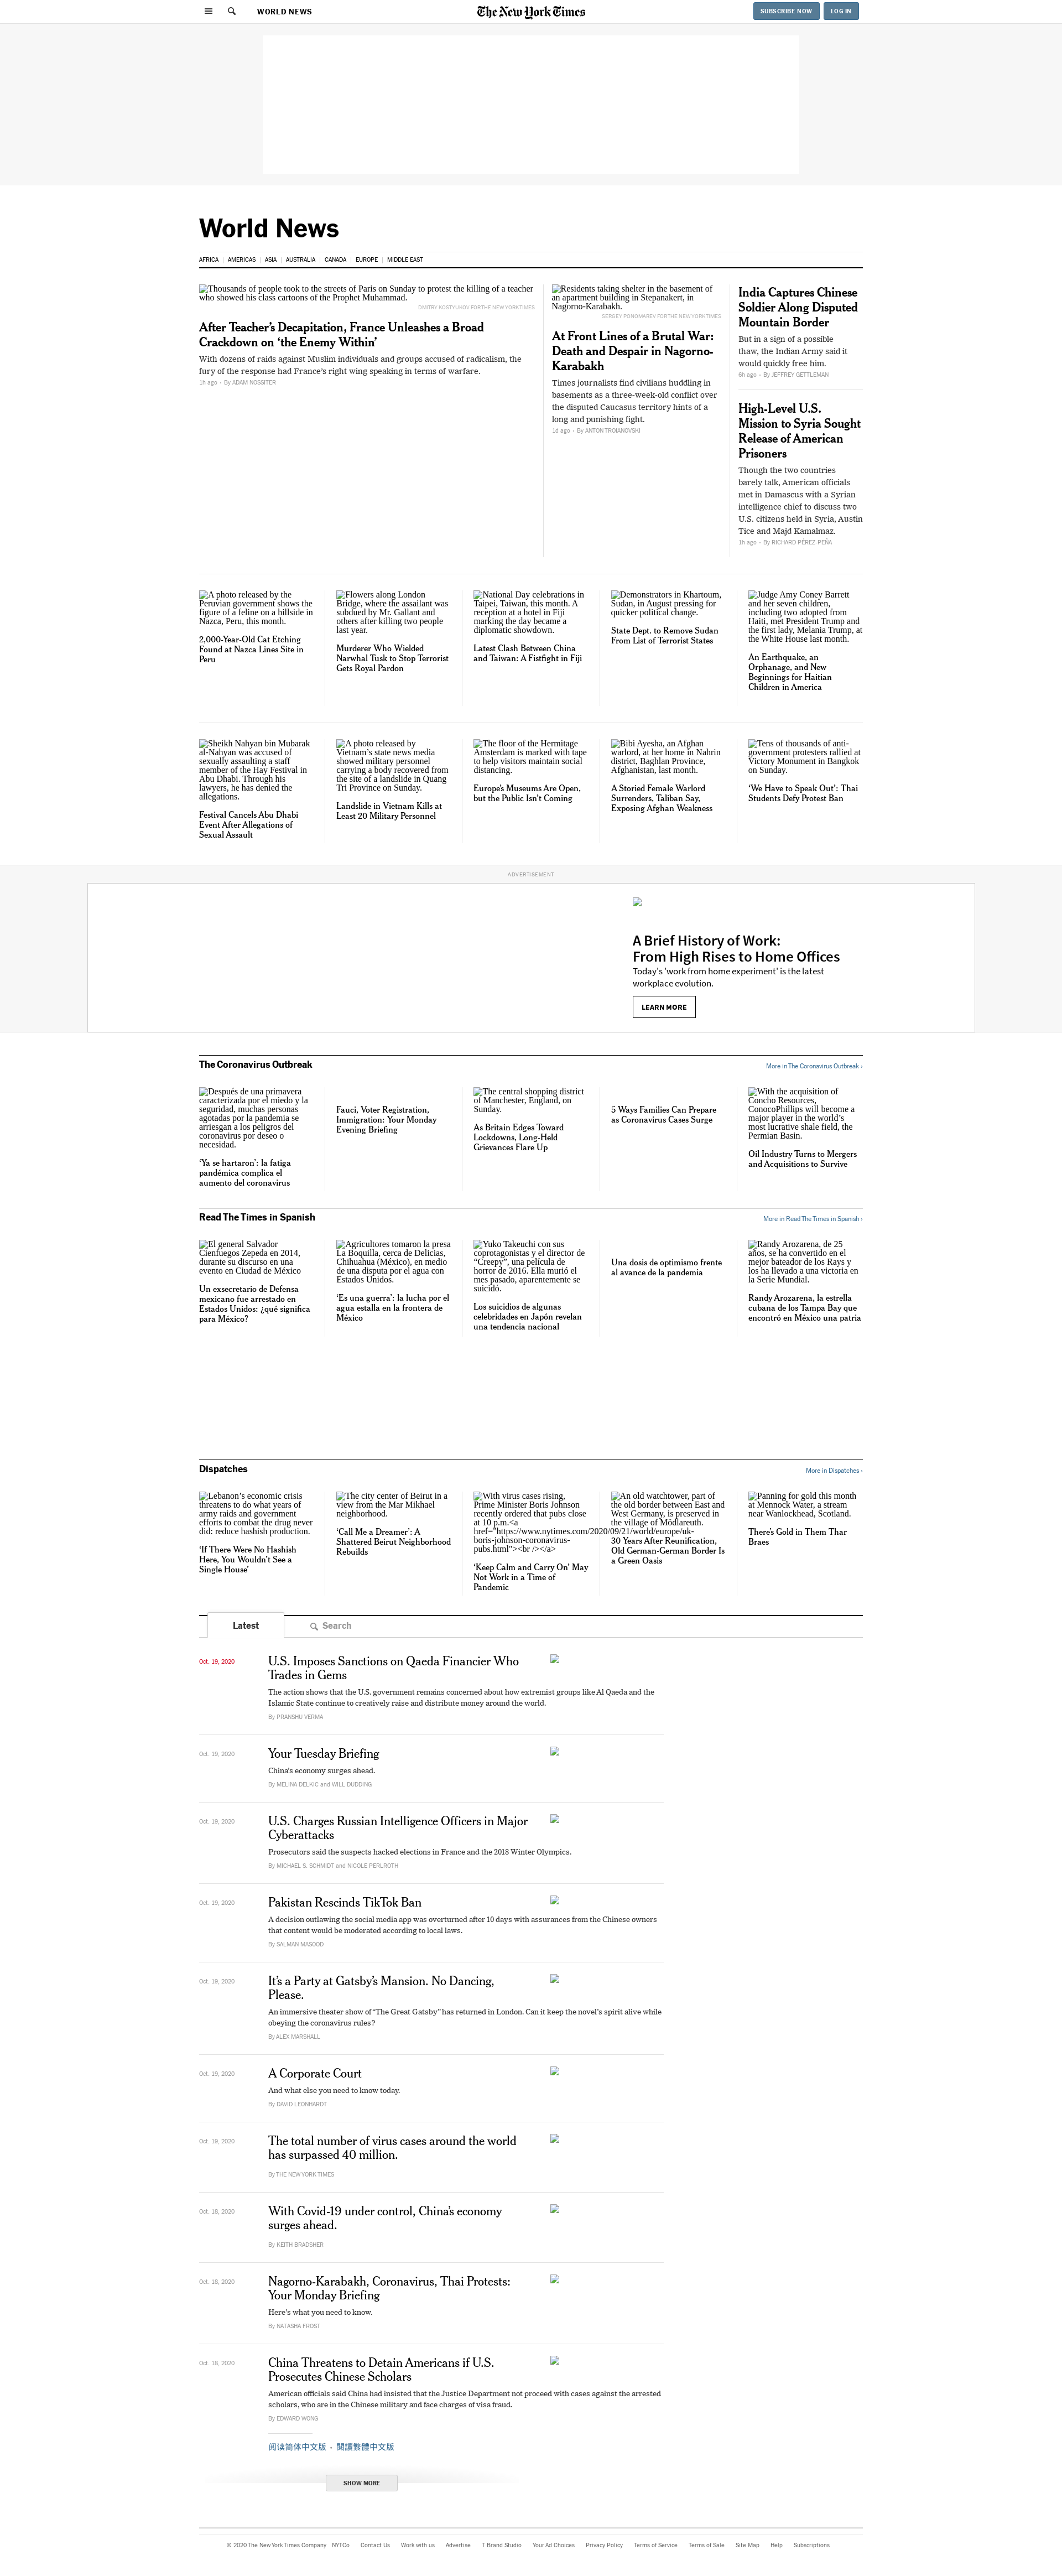 WORLD NEWS
The New York Times
SUBSCRIBE NOW
LOG IN
World News
AFRICA
AMERICAS
ASIA
AUSTRALIA
CANADA
EUROPE
MIDDLE EAST
Thousands of people took to the streets of Paris on Sunday to protest the killing of a teacher
who showed his class cartoons of the Prophet Muhammad.
DMITRY KOSTYUKOV FOR THE NEW YORK TIMES
After Teacher’s Decapitation, France Unleashes a Broad
Crackdown on ‘the Enemy Within’
With dozens of raids against Muslim individuals and groups accused of radicalism, the
fury of the response had France’s right wing speaking in terms of warfare.
1h ago · By ADAM NOSSITER
Residents taking shelter in the basement of
an apartment building in Stepanakert, in
Nagorno-Karabakh.
SERGEY PONOMAREV FOR THE NEW YORK TIMES
At Front Lines of a Brutal War:
Death and Despair in Nagorno-
Karabakh
Times journalists find civilians huddling in
basements as a three-week-old conflict over
the disputed Caucasus territory hints of a
long and punishing fight.
1d ago · By ANTON TROIANOVSKI
India Captures Chinese
Soldier Along Disputed
Mountain Border
But in a sign of a possible
thaw, the Indian Army said it
would quickly free him.
6h ago · By JEFFREY GETTLEMAN
High-Level U.S.
Mission to Syria Sought
Release of American
Prisoners
Though the two countries
barely talk, American officials
met in Damascus with a Syrian
intelligence chief to discuss two
U.S. citizens held in Syria, Austin
Tice and Majd Kamalmaz.
1h ago · By RICHARD PÉREZ-PEÑA
A photo released by the
Peruvian government shows the
figure of a feline on a hillside in
Nazca, Peru, this month.
2,000-Year-Old Cat Etching
Found at Nazca Lines Site in
Peru
Flowers along London
Bridge, where the assailant was
subdued by Mr. Gallant and
others after killing two people
last year.
Murderer Who Wielded
Narwhal Tusk to Stop Terrorist
Gets Royal Pardon
National Day celebrations in
Taipei, Taiwan, this month. A
reception at a hotel in Fiji
marking the day became a
diplomatic showdown.
Latest Clash Between China
and Taiwan: A Fistfight in Fiji
Demonstrators in Khartoum,
Sudan, in August pressing for
quicker political change.
State Dept. to Remove Sudan
From List of Terrorist States
Judge Amy Coney Barrett
and her seven children,
including two adopted from
Haiti, met President Trump and
the first lady, Melania Trump, at
the White House last month.
An Earthquake, an
Orphanage, and New
Beginnings for Haitian
Children in America
Sheikh Nahyan bin Mubarak
al-Nahyan was accused of
sexually assaulting a staff
member of the Hay Festival in
Abu Dhabi. Through his
lawyers, he has denied the
allegations.
Festival Cancels Abu Dhabi
Event After Allegations of
Sexual Assault
A photo released by
Vietnam’s state news media
showed military personnel
carrying a body recovered from
the site of a landslide in Quang
Tri Province on Sunday.
Landslide in Vietnam Kills at
Least 20 Military Personnel
The floor of the Hermitage
Amsterdam is marked with tape
to help visitors maintain social
distancing.
Europe’s Museums Are Open,
but the Public Isn’t Coming
Bibi Ayesha, an Afghan
warlord, at her home in Nahrin
district, Baghlan Province,
Afghanistan, last month.
A Storied Female Warlord
Surrenders, Taliban Say,
Exposing Afghan Weakness
Tens of thousands of anti-
government protesters rallied at
Victory Monument in Bangkok
on Sunday.
‘We Have to Speak Out’: Thai
Students Defy Protest Ban
ADVERTISEMENT
A Brief History of Work:
From High Rises to Home Offices
Today's 'work from home experiment' is the latest
workplace evolution.
LEARN MORE
The Coronavirus Outbreak
More in The Coronavirus Outbreak ›
Después de una primavera
caracterizada por el miedo y la
seguridad, muchas personas
agotadas por la pandemia se
arriesgan a los peligros del
coronavirus por deseo o
necesidad.
‘Ya se hartaron’: la fatiga
pandémica complica el
aumento del coronavirus
Fauci, Voter Registration,
Immigration: Your Monday
Evening Briefing
The central shopping district
of Manchester, England, on
Sunday.
As Britain Edges Toward
Lockdowns, Long-Held
Grievances Flare Up
5 Ways Families Can Prepare
as Coronavirus Cases Surge
With the acquisition of
Concho Resources,
ConocoPhillips will become a
major player in the world’s
most lucrative shale field, the
Permian Basin.
Oil Industry Turns to Mergers
and Acquisitions to Survive
Read The Times in Spanish
More in Read The Times in Spanish ›
El general Salvador
Cienfuegos Zepeda en 2014,
durante su discurso en una
evento en Ciudad de México
Un exsecretario de Defensa
mexicano fue arrestado en
Estados Unidos: ¿qué significa
para México?
Agricultores tomaron la presa
La Boquilla, cerca de Delicias,
Chihuahua (México), en medio
de una disputa por el agua con
Estados Unidos.
‘Es una guerra’: la lucha por el
agua estalla en la frontera de
México
Yuko Takeuchi con sus
coprotagonistas y el director de
“Creepy”, una película de
horror de 2016. Ella murió el
mes pasado, aparentemente se
suicidó.
Los suicidios de algunas
celebridades en Japón revelan
una tendencia nacional
Una dosis de optimismo frente
al avance de la pandemia
Randy Arozarena, de 25
años, se ha convertido en el
mejor bateador de los Rays y
los ha llevado a una victoria en
la Serie Mundial.
Randy Arozarena, la estrella
cubana de los Tampa Bay que
encontró en México una patria
Dispatches
More in Dispatches ›
Lebanon’s economic crisis
threatens to do what years of
army raids and government
efforts to combat the drug never
did: reduce hashish production.
‘If There Were No Hashish
Here, You Wouldn’t See a
Single House’
The city center of Beirut in a
view from the Mar Mikhael
neighborhood.
‘Call Me a Dreamer’: A
Shattered Beirut Neighborhood
Rebuilds
With virus cases rising,
Prime Minister Boris Johnson
recently ordered that pubs close
at 10 p.m.<a
href="https://www.nytimes.com/2020/09/21/world/europe/uk-
boris-johnson-coronavirus-
pubs.html"><br /></a>
‘Keep Calm and Carry On’ May
Not Work in a Time of
Pandemic
An old watchtower, part of
the old border between East and
West Germany, is preserved in
the village of Mödlareuth.
30 Years After Reunification,
Old German-German Border Is
a Green Oasis
Panning for gold this month
at Mennock Water, a stream
near Wanlockhead, Scotland.
There’s Gold in Them Thar
Braes
Latest
Search
Oct. 19, 2020
U.S. Imposes Sanctions on Qaeda Financier Who
Trades in Gems
The action shows that the U.S. government remains concerned about how extremist groups like Al Qaeda and the
Islamic State continue to creatively raise and distribute money around the world.
By PRANSHU VERMA
Oct. 19, 2020
Your Tuesday Briefing
China’s economy surges ahead.
By MELINA DELKIC and WILL DUDDING
Oct. 19, 2020
U.S. Charges Russian Intelligence Officers in Major
Cyberattacks
Prosecutors said the suspects hacked elections in France and the 2018 Winter Olympics.
By MICHAEL S. SCHMIDT and NICOLE PERLROTH
Oct. 19, 2020
Pakistan Rescinds TikTok Ban
A decision outlawing the social media app was overturned after 10 days with assurances from the Chinese owners
that content would be moderated according to local laws.
By SALMAN MASOOD
Oct. 19, 2020
It’s a Party at Gatsby’s Mansion. No Dancing,
Please.
An immersive theater show of “The Great Gatsby” has returned in London. Can it keep the novel’s spirit alive while
obeying the coronavirus rules?
By ALEX MARSHALL
Oct. 19, 2020
A Corporate Court
And what else you need to know today.
By DAVID LEONHARDT
Oct. 19, 2020
The total number of virus cases around the world
has surpassed 40 million.
By THE NEW YORK TIMES
Oct. 18, 2020
With Covid-19 under control, China’s economy
surges ahead.
By KEITH BRADSHER
Oct. 18, 2020
Nagorno-Karabakh, Coronavirus, Thai Protests:
Your Monday Briefing
Here’s what you need to know.
By NATASHA FROST
Oct. 18, 2020
China Threatens to Detain Americans if U.S.
Prosecutes Chinese Scholars
American officials said China had insisted that the Justice Department not proceed with cases against the arrested
scholars, who are in the Chinese military and face charges of visa fraud.
By EDWARD WONG
阅读简体中文版 · 閱讀繁體中文版
SHOW MORE
© 2020 The New York Times Company
NYTCo
Contact Us
Work with us
Advertise
T Brand Studio
Your Ad Choices
Privacy Policy
Terms of Service
Terms of Sale
Site Map
Help
Subscriptions